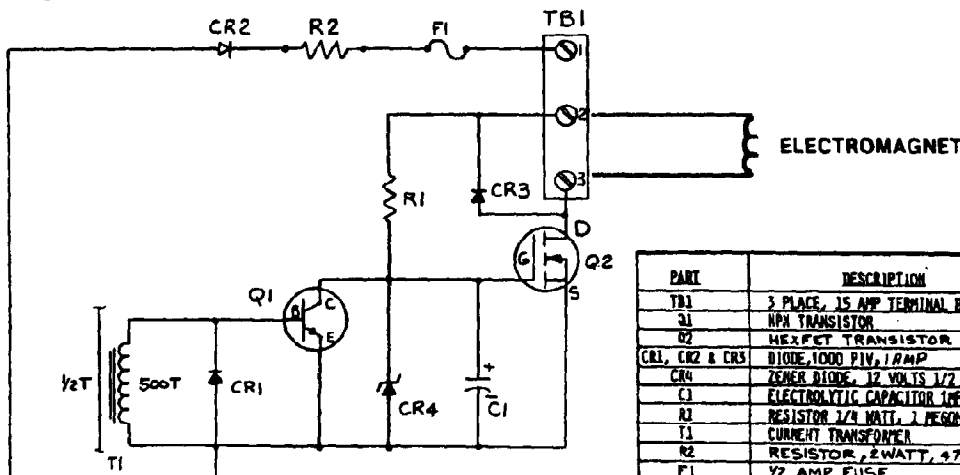 CR2 R2 F1 TB1
1
2
3
ELECTROMAGNET
R1 CR3
D
G Q2
S
Q1 B C
E
1/2T 500T CR1
CR4
+
- C1
T1
PART DESCRIPTION
TB1 3 PLACE, 15 AMP TERMINAL
Q1 NPN TRANSISTOR
Q2 HEXFET TRANSISTOR
CR1, CR2 & CR3 DIODE, 1000 PIV, 1 AMP
CR4 ZENER DIODE, 12 VOLTS 1/2
C1 ELECTROLYTIC CAPACITOR
R1 RESISTOR 1/4 WATT, 1
T1 CURRENT TRANSFORMER
R2 RESISTOR, 2 WATT, 47
F1 1/2 AMP FUSE